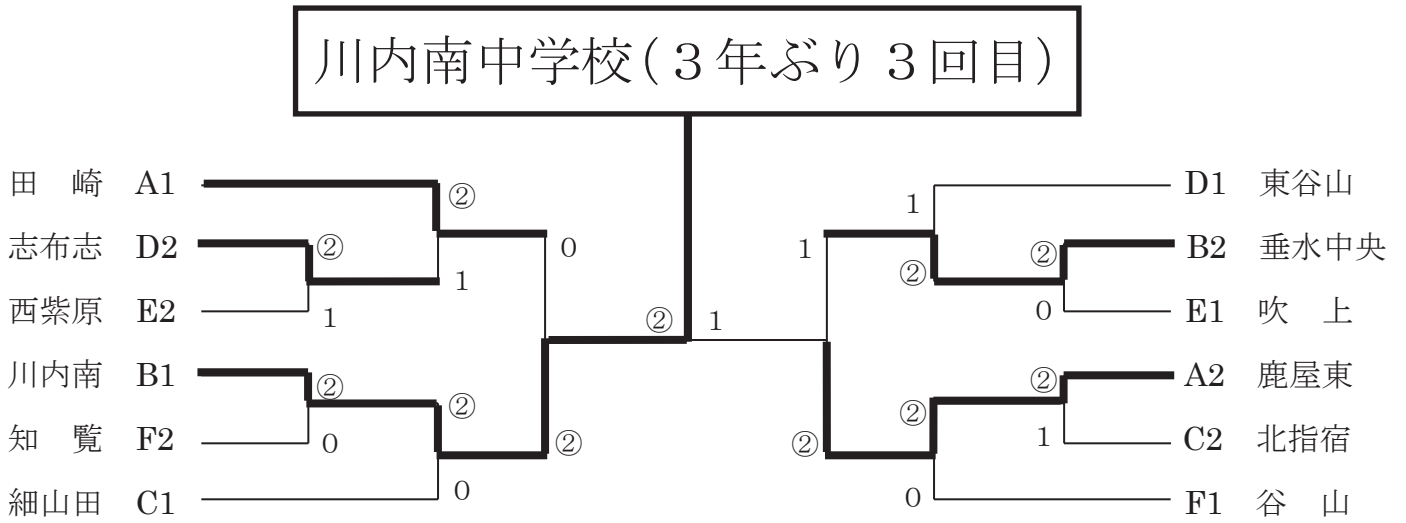 川内南中学校(３年ぶり３回目)
田　崎 A1
②
志布志 D2
②
0
1
西紫原 E2
1
川内南 B1
②
②
知　覧 F2
0
②
細山田 C1
0
②
1
D1 東谷山
1
B2 垂水中央
②
1
②
E1 吹　上
0
A2 鹿屋東
②
②
C2 北指宿
1
②
F1 谷　山
0